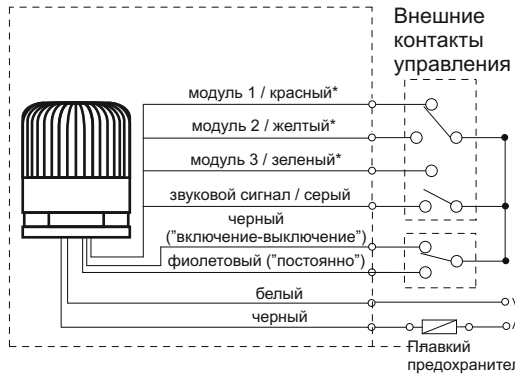 Внешние
контакты
управления
модуль 1 / красный*
модуль 2 / желтый*
модуль 3 / зеленый*
звуковой сигнал / серый
черный
("включение-выключение")
фиолетовый ("постоянно")
белый
черный
Плавкий